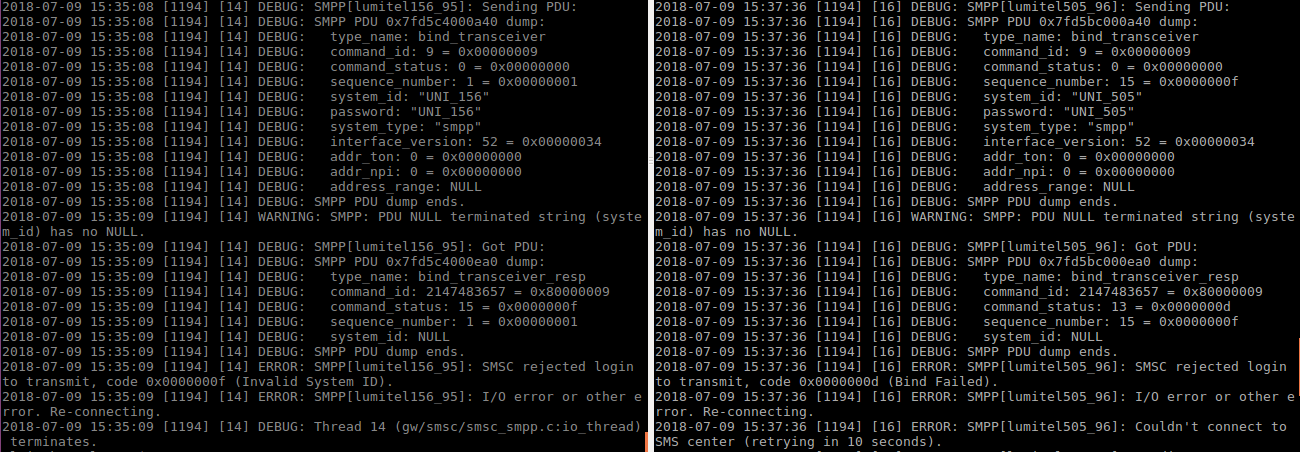 2018-07-09 15:35:08 [1194] [14] DEBUG: SMPP[lumitel156_95]: Sending PDU:
2018-07-09 15:35:08 [1194] [14] DEBUG: SMPP PDU 0x7fd5c4000a40 dump:
2018-07-09 15:35:08 [1194] [14] DEBUG:   type_name: bind_transceiver
2018-07-09 15:35:08 [1194] [14] DEBUG:   command_id: 9 = 0x00000009
2018-07-09 15:35:08 [1194] [14] DEBUG:   command_status: 0 = 0x00000000
2018-07-09 15:35:08 [1194] [14] DEBUG:   sequence_number: 1 = 0x00000001
2018-07-09 15:35:08 [1194] [14] DEBUG:   system_id: "UNI_156"
2018-07-09 15:35:08 [1194] [14] DEBUG:   password: "UNI_156"
2018-07-09 15:35:08 [1194] [14] DEBUG:   system_type: "smpp"
2018-07-09 15:35:08 [1194] [14] DEBUG:   interface_version: 52 = 0x00000034
2018-07-09 15:35:08 [1194] [14] DEBUG:   addr_ton: 0 = 0x00000000
2018-07-09 15:35:08 [1194] [14] DEBUG:   addr_npi: 0 = 0x00000000
2018-07-09 15:35:08 [1194] [14] DEBUG:   address_range: NULL
2018-07-09 15:35:08 [1194] [14] DEBUG: SMPP PDU dump ends.
2018-07-09 15:35:09 [1194] [14] WARNING: SMPP: PDU NULL terminated string (syste
m_id) has no NULL.
2018-07-09 15:35:09 [1194] [14] DEBUG: SMPP[lumitel156_95]: Got PDU:
2018-07-09 15:35:09 [1194] [14] DEBUG: SMPP PDU 0x7fd5c4000ea0 dump:
2018-07-09 15:35:09 [1194] [14] DEBUG:   type_name: bind_transceiver_resp
2018-07-09 15:35:09 [1194] [14] DEBUG:   command_id: 2147483657 = 0x80000009
2018-07-09 15:35:09 [1194] [14] DEBUG:   command_status: 15 = 0x0000000f
2018-07-09 15:35:09 [1194] [14] DEBUG:   sequence_number: 1 = 0x00000001
2018-07-09 15:35:09 [1194] [14] DEBUG:   system_id: NULL
2018-07-09 15:35:09 [1194] [14] DEBUG: SMPP PDU dump ends.
2018-07-09 15:35:09 [1194] [14] ERROR: SMPP[lumitel156_95]: SMSC rejected login
to transmit, code 0x0000000f (Invalid System ID).
2018-07-09 15:35:09 [1194] [14] ERROR: SMPP[lumitel156_95]: I/O error or other e
rror. Re-connecting.
2018-07-09 15:35:09 [1194] [14] DEBUG: Thread 14 (gw/smsc/smsc_smpp.c:io_thread)
 terminates.
2018-07-09 15:37:36 [1194] [16] DEBUG: SMPP[lumitel505_96]: Sending PDU:
2018-07-09 15:37:36 [1194] [16] DEBUG: SMPP PDU 0x7fd5bc000a40 dump:
2018-07-09 15:37:36 [1194] [16] DEBUG:   type_name: bind_transceiver
2018-07-09 15:37:36 [1194] [16] DEBUG:   command_id: 9 = 0x00000009
2018-07-09 15:37:36 [1194] [16] DEBUG:   command_status: 0 = 0x00000000
2018-07-09 15:37:36 [1194] [16] DEBUG:   sequence_number: 15 = 0x0000000f
2018-07-09 15:37:36 [1194] [16] DEBUG:   system_id: "UNI_505"
2018-07-09 15:37:36 [1194] [16] DEBUG:   password: "UNI_505"
2018-07-09 15:37:36 [1194] [16] DEBUG:   system_type: "smpp"
2018-07-09 15:37:36 [1194] [16] DEBUG:   interface_version: 52 = 0x00000034
2018-07-09 15:37:36 [1194] [16] DEBUG:   addr_ton: 0 = 0x00000000
2018-07-09 15:37:36 [1194] [16] DEBUG:   addr_npi: 0 = 0x00000000
2018-07-09 15:37:36 [1194] [16] DEBUG:   address_range: NULL
2018-07-09 15:37:36 [1194] [16] DEBUG: SMPP PDU dump ends.
2018-07-09 15:37:36 [1194] [16] WARNING: SMPP: PDU NULL terminated string (syste
m_id) has no NULL.
2018-07-09 15:37:36 [1194] [16] DEBUG: SMPP[lumitel505_96]: Got PDU:
2018-07-09 15:37:36 [1194] [16] DEBUG: SMPP PDU 0x7fd5bc000ea0 dump:
2018-07-09 15:37:36 [1194] [16] DEBUG:   type_name: bind_transceiver_resp
2018-07-09 15:37:36 [1194] [16] DEBUG:   command_id: 2147483657 = 0x80000009
2018-07-09 15:37:36 [1194] [16] DEBUG:   command_status: 13 = 0x0000000d
2018-07-09 15:37:36 [1194] [16] DEBUG:   sequence_number: 15 = 0x0000000f
2018-07-09 15:37:36 [1194] [16] DEBUG:   system_id: NULL
2018-07-09 15:37:36 [1194] [16] DEBUG: SMPP PDU dump ends.
2018-07-09 15:37:36 [1194] [16] ERROR: SMPP[lumitel505_96]: SMSC rejected login
to transmit, code 0x0000000d (Bind Failed).
2018-07-09 15:37:36 [1194] [16] ERROR: SMPP[lumitel505_96]: I/O error or other e
rror. Re-connecting.
2018-07-09 15:37:36 [1194] [16] ERROR: SMPP[lumitel505_96]: Couldn't connect to
SMS center (retrying in 10 seconds).